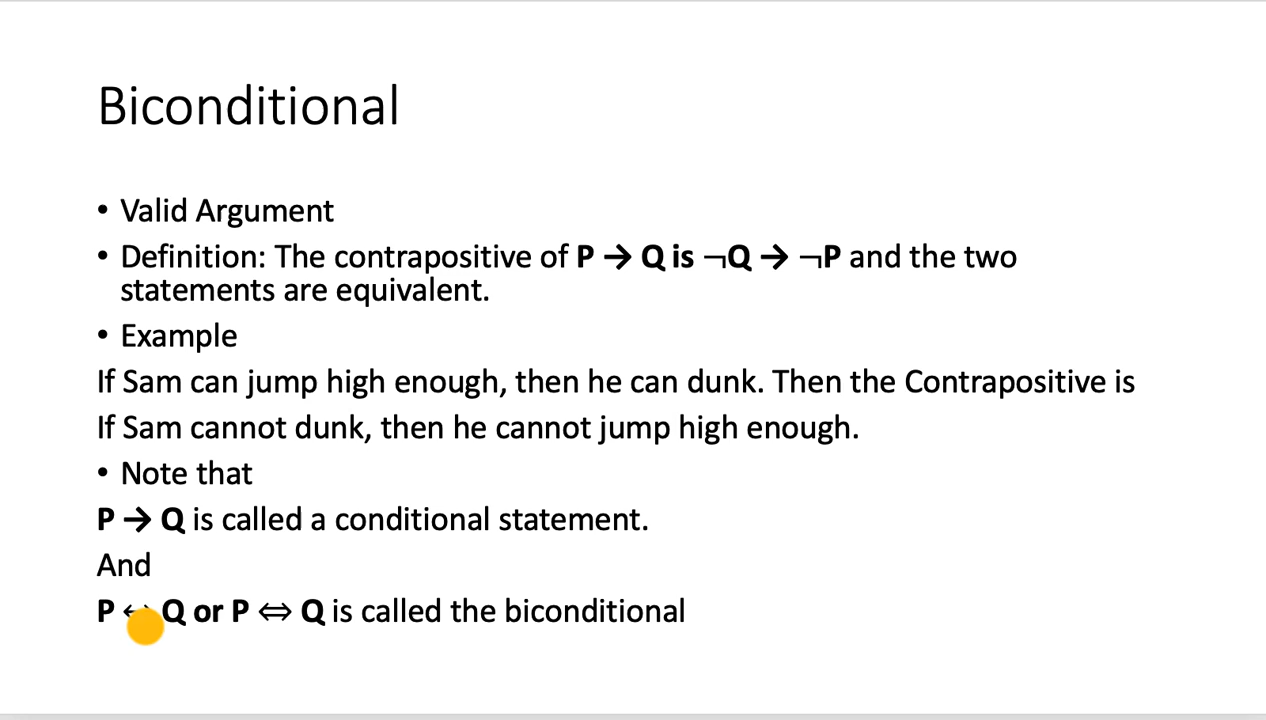 Biconditional
• Valid Argument
• Definition: The contrapositive of P → Q is ¬Q → ¬P and the two
statements are equivalent.
• Example
If Sam can jump high enough, then he can dunk. Then the Contrapositive is
If Sam cannot dunk, then he cannot jump high enough.
• Note that
P → Q is called a conditional statement.
And
P ↔ Q or P ⇔ Q is called the biconditional